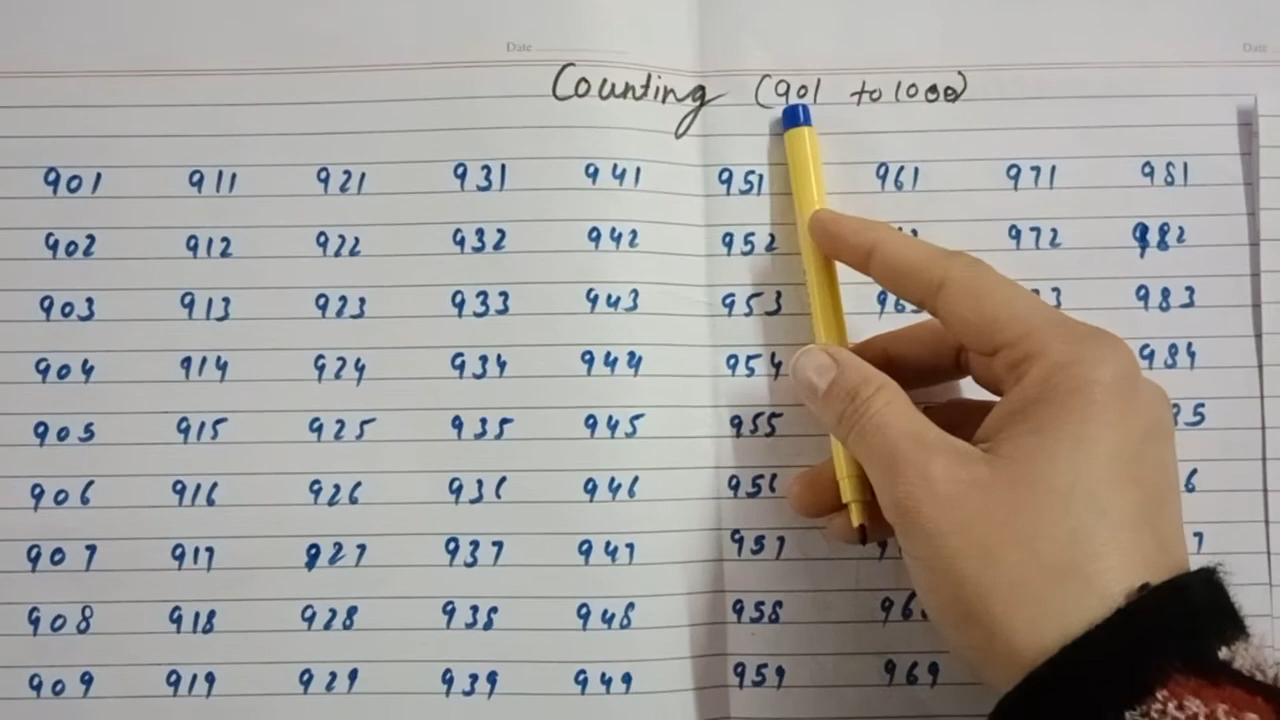 Date Date
Counting (901 to 1000)
901 911 921 931 941 951 961 971 981
902 912 922 932 942 952 972 982
903 913 923 933 943 953 983
904 914 924 934 944 954 984
905 915 925 935 945 955
906 916 926 936 946 956
907 917 927 937 947 957
908 918 928 938 948 958
909 919 929 939 949 959 969